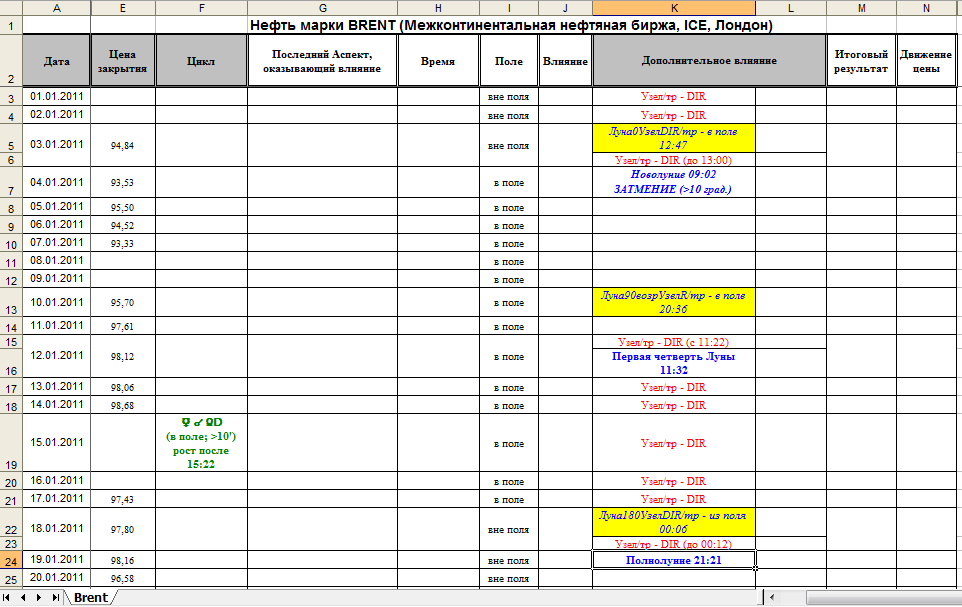 A E F G H I J K L M N
1 Нефть марки BRENT (Межконтинентальная нефтяная биржа, ICE, Лондон)
2 Дата Цена закрытия Цикл Последний Аспект, оказывающий влияние Время Поле Влияние Дополнительное влияние Итоговый результат Движение цены
3 01.01.2011 вне поля Узел/тр - DIR
4 02.01.2011 вне поля Узел/тр - DIR
5 03.01.2011 94,84 вне поля Луна0УзелDIR/тр - в поле 12:47
6 Узел/тр - DIR (до 13:00)
7 04.01.2011 93,53 в поле Новолуние 09:02 ЗАТМЕНИЕ (>10 град.)
8 05.01.2011 95,50 в поле
9 06.01.2011 94,52 в поле
10 07.01.2011 93,33 в поле
11 08.01.2011 в поле
12 09.01.2011 в поле
13 10.01.2011 95,70 в поле Луна90возрУзелR/тр - в поле 20:36
14 11.01.2011 97,61 в поле
15 Узел/тр - DIR (с 11:22)
16 12.01.2011 98,12 в поле Первая четверть Луны 11:32
17 13.01.2011 98,06 в поле Узел/тр - DIR
18 14.01.2011 98,68 в поле Узел/тр - DIR
19 15.01.2011 ☿ ☌ ☊D (в поле; >10') рост после 15:22 в поле Узел/тр - DIR
20 16.01.2011 в поле Узел/тр - DIR
21 17.01.2011 97,43 в поле Узел/тр - DIR
22 18.01.2011 97,80 вне поля Луна180УзелDIR/тр - из поля 00:06
23 Узел/тр - DIR (до 00:12)
24 19.01.2011 98,16 вне поля Полнолуние 21:21
25 20.01.2011 96,58 вне поля
Brent